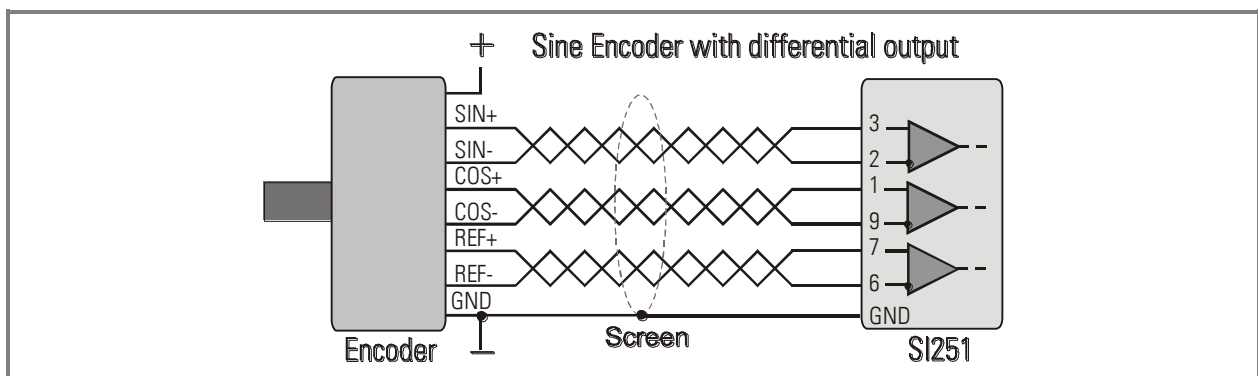 + Sine Encoder with differential output
SIN+
SIN-
COS+
COS-
REF+
REF-
GND
3
2
1
9
7
6
GND
Encoder
Screen
SI251